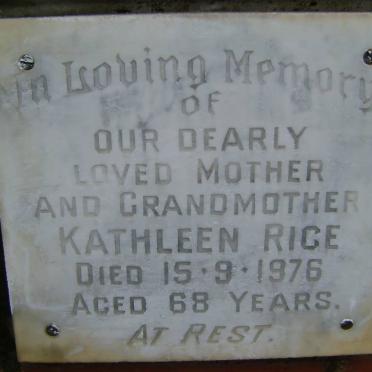 In Loving Memory
OF
OUR DEARLY
LOVED MOTHER
AND GRANDMOTHER
KATHLEEN RICE
DIED 15·9·1976
AGED 68 YEARS.
AT REST.